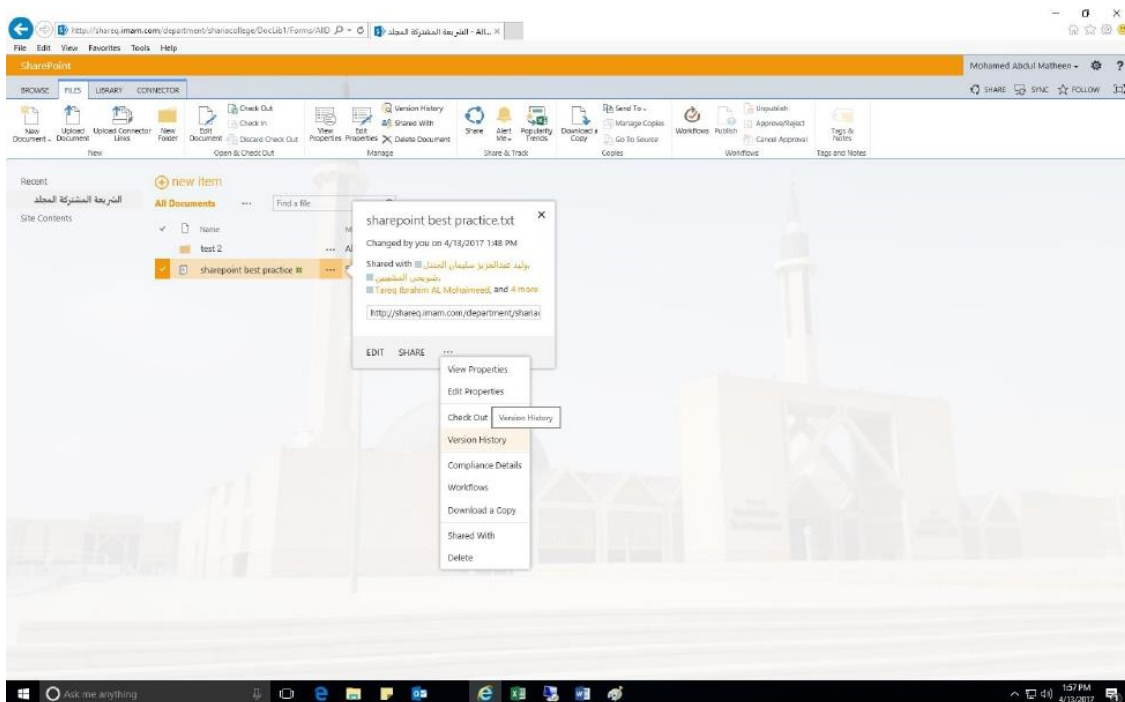 http://shareq.imam.com/department/shariacollege/DocLib1/Forms/AllD
الشريعة المشتركة المجلد - All...
File Edit View Favorites Tools Help
SharePoint
Mohamed Abdul Matheen
?
BROWSE FILES LIBRARY CONNECTOR
SHARE SYNC FOLLOW
New Document
Upload Document
Upload Connector Links
New Folder
New
Edit Document
Check Out
Check In
Discard Check Out
Open & Check Out
View Properties
Edit Properties
Version History
Shared With
Delete Document
Manage
Share
Alert Me
Popularity Trends
Share & Track
Download a Copy
Send To
Manage Copies
Go To Source
Copies
Workflows
Publish
Unpublish
Approve/Reject
Cancel Approval
Workflows
Tags & Notes
Tags and Notes
Recent
الشريعة المشتركة المجلد
Site Contents
new item
All Documents ... Find a file
Name
test 2 ...
sharepoint best practice ...
sharepoint best practice.txt
Changed by you on 4/13/2017 1:48 PM
Shared with وليد عبدالعزيز سليمان الجندل,
Tareq Ibrahim AL Mohaimeed, and 4 more
http://shareq.imam.com/department/sharia
EDIT SHARE ...
View Properties
Edit Properties
Check Out
Version History
Version History
Compliance Details
Workflows
Download a Copy
Shared With
Delete
Ask me anything
1:57 PM
4/13/2017